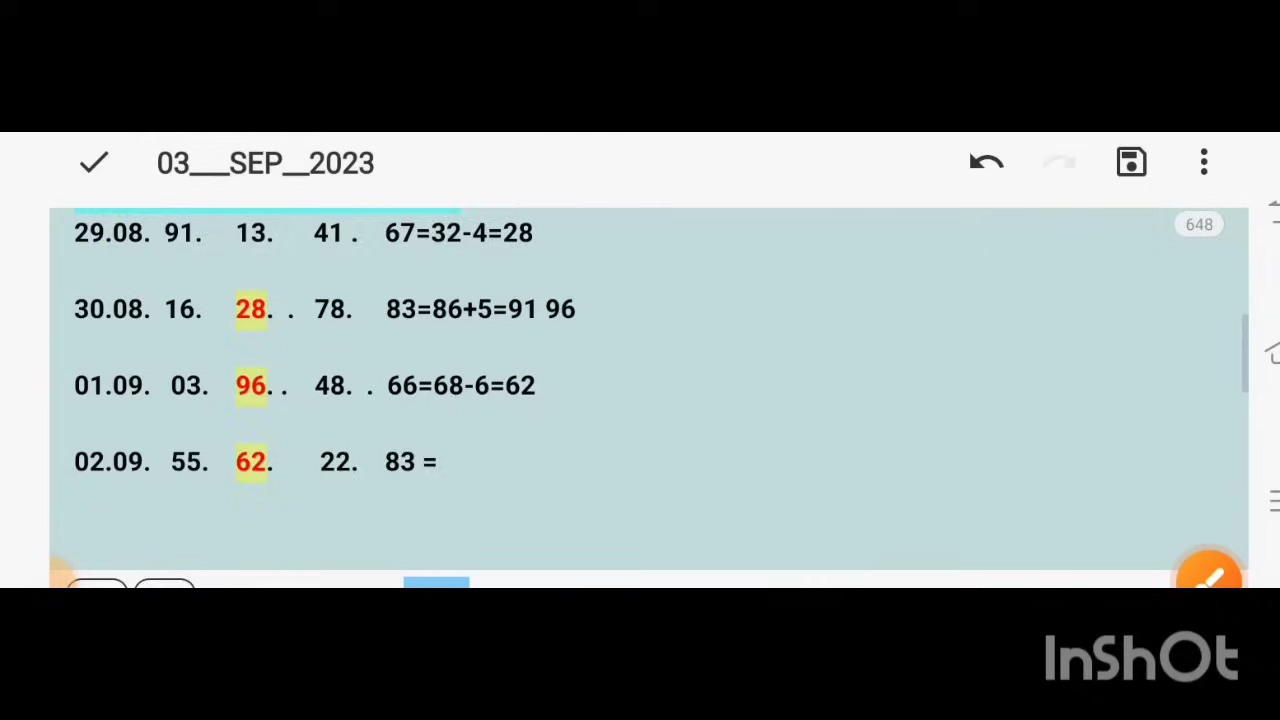 03___SEP__2023
648
29.08. 91. 13. 41 . 67=32-4=28
30.08. 16. 28. . 78. 83=86+5=91 96
01.09. 03. 96. . 48. . 66=68-6=62
02.09. 55. 62. 22. 83 =
InShOt